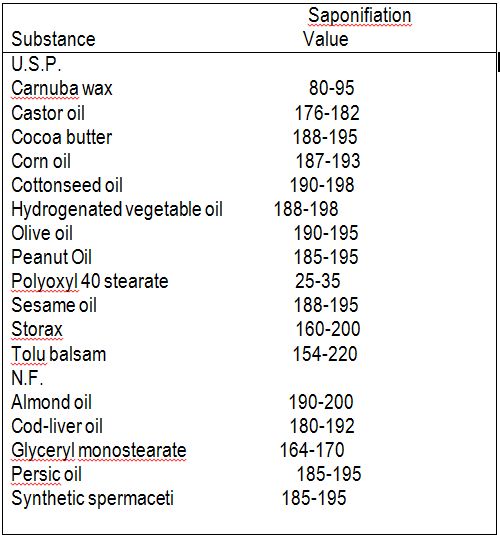 Saponifiation
Substance Value
U.S.P.
Carnuba wax 80-95
Castor oil 176-182
Cocoa butter 188-195
Corn oil 187-193
Cottonseed oil 190-198
Hydrogenated vegetable oil 188-198
Olive oil 190-195
Peanut Oil 185-195
Polyoxyl 40 stearate 25-35
Sesame oil 188-195
Storax 160-200
Tolu balsam 154-220
N.F.
Almond oil 190-200
Cod-liver oil 180-192
Glyceryl monostearate 164-170
Persic oil 185-195
Synthetic spermaceti 185-195